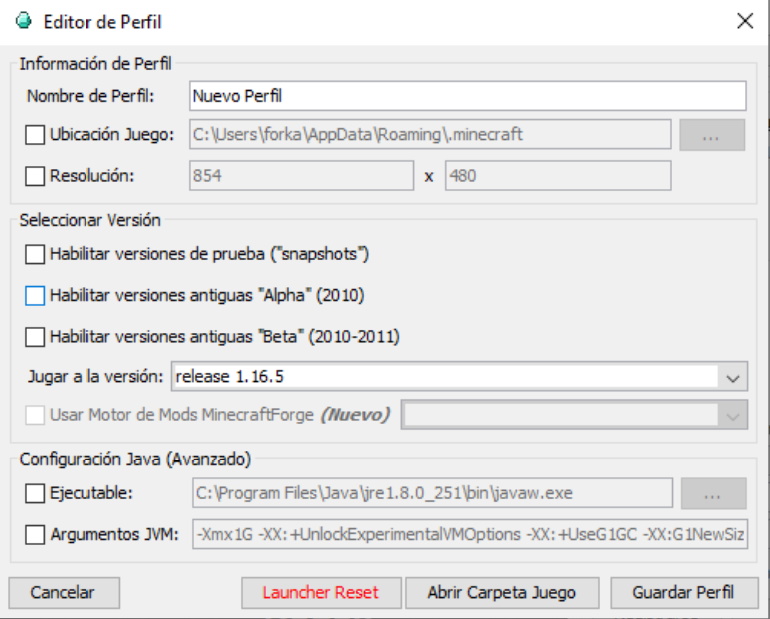 Editor de Perfil
Información de Perfil
Nombre de Perfil: Nuevo Perfil
Ubicación Juego: C:\Users\forka\AppData\Roaming\.minecraft ...
Resolución: 854 x 480
Seleccionar Versión
Habilitar versiones de prueba ("snapshots")
Habilitar versiones antiguas "Alpha" (2010)
Habilitar versiones antiguas "Beta" (2010-2011)
Jugar a la versión: release 1.16.5
Usar Motor de Mods MinecraftForge (Nuevo)
Configuración Java (Avanzado)
Ejecutable: C:\Program Files\Java\jre1.8.0_251\bin\javaw.exe ...
Argumentos JVM: -Xmx1G -XX:+UnlockExperimentalVMOptions -XX:+UseG1GC -XX:G1NewSiz
Cancelar Launcher Reset Abrir Carpeta Juego Guardar Perfil